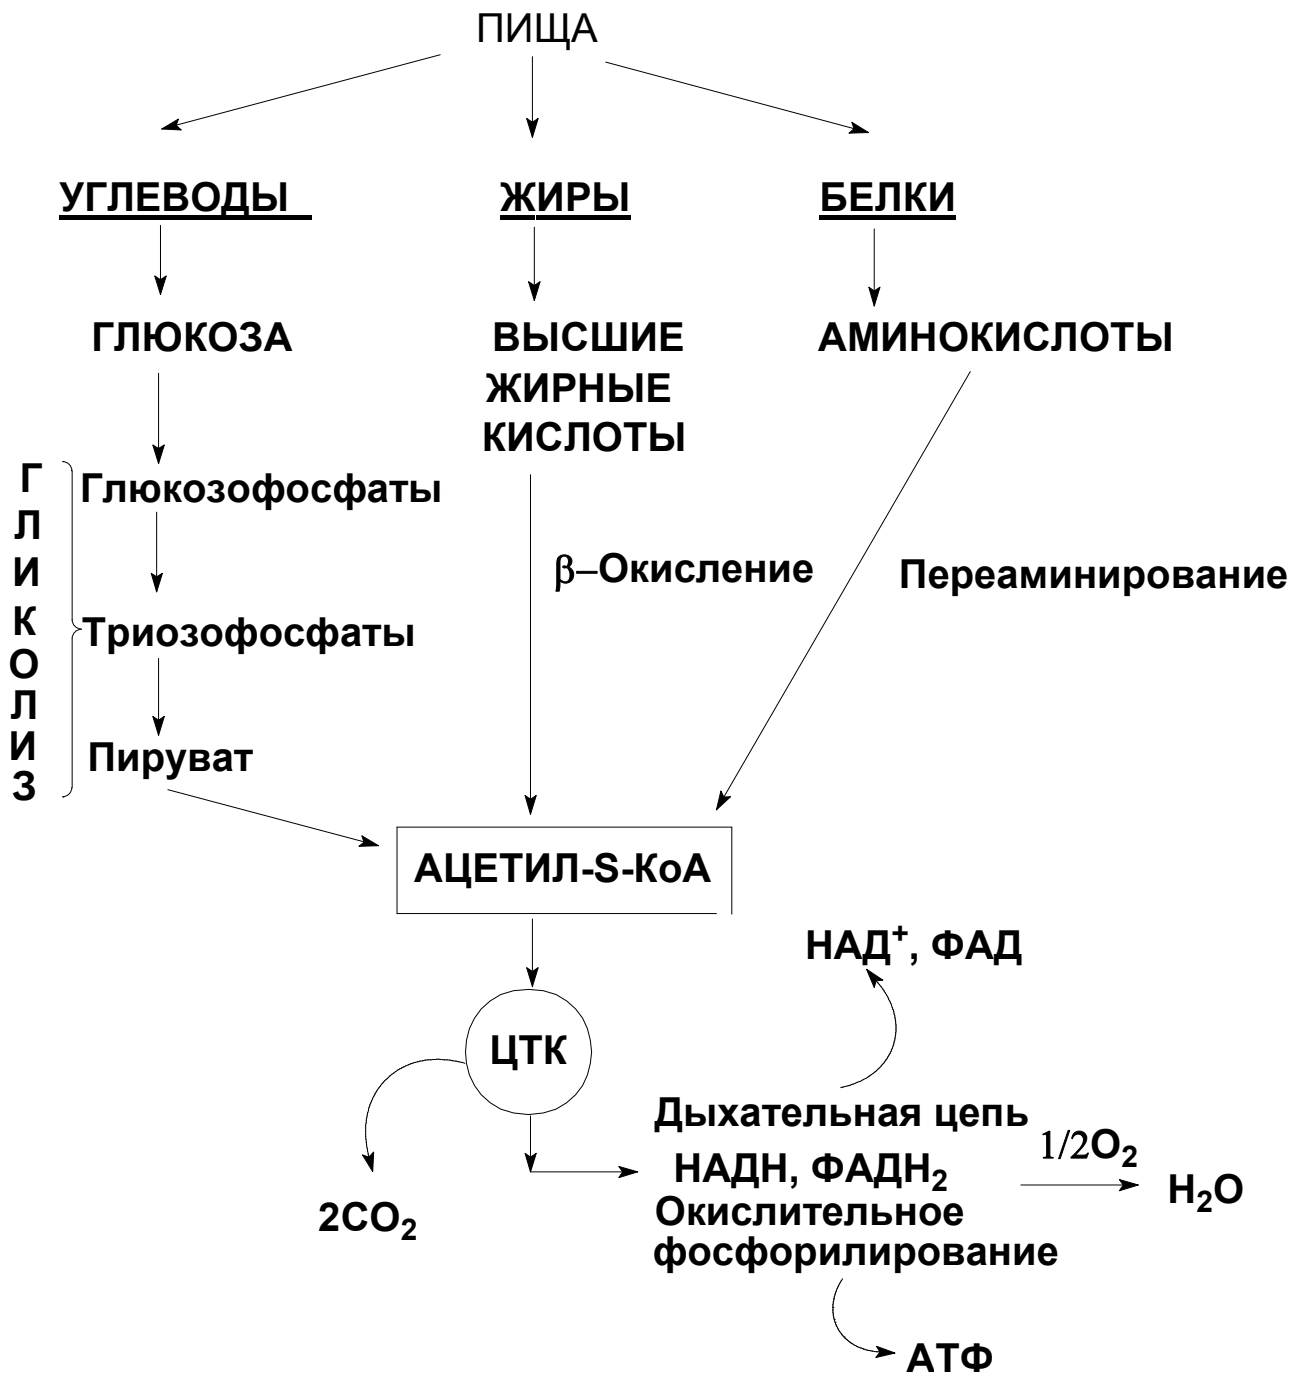 ПИЩА
УГЛЕВОДЫ
ЖИРЫ
БЕЛКИ
ГЛЮКОЗА
ВЫСШИЕ
ЖИРНЫЕ
КИСЛОТЫ
АМИНОКИСЛОТЫ
ГЛИКОЛИЗ
Глюкозофосфаты
Триозофосфаты
Пируват
β–Окисление
Переаминирование
АЦЕТИЛ-S-КоА
ЦТК
2CO₂
НАД⁺, ФАД
Дыхательная цепь
НАДН, ФАДН₂
Окислительное
фосфорилирование
1/2O₂
H₂O
АТФ